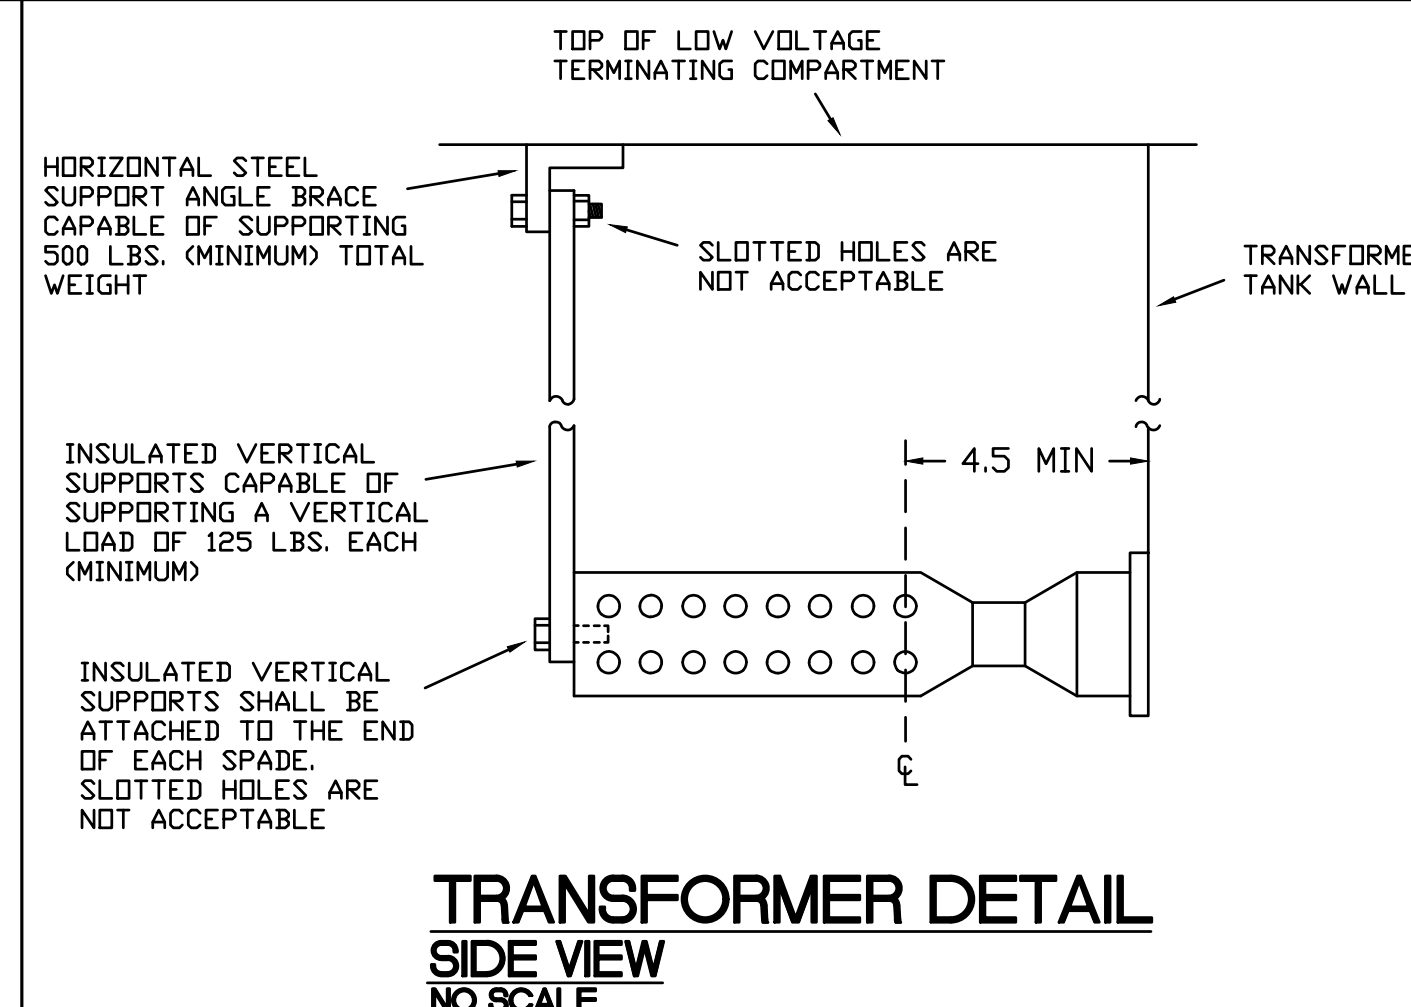 TOP OF LOW VOLTAGE
TERMINATING COMPARTMENT
HORIZONTAL STEEL
SUPPORT ANGLE BRACE
CAPABLE OF SUPPORTING
500 LBS. (MINIMUM) TOTAL
WEIGHT
SLOTTED HOLES ARE
NOT ACCEPTABLE
TRANSFORME
TANK WALL
INSULATED VERTICAL
SUPPORTS CAPABLE OF
SUPPORTING A VERTICAL
LOAD OF 125 LBS. EACH
(MINIMUM)
4.5 MIN
INSULATED VERTICAL
SUPPORTS SHALL BE
ATTACHED TO THE END
OF EACH SPADE.
SLOTTED HOLES ARE
NOT ACCEPTABLE
℄
TRANSFORMER DETAIL
SIDE VIEW
NO SCALE